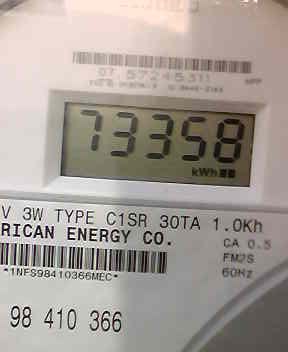 07 57245311
73358
kWh
V 3W TYPE C1SR 30TA 1.0Kh
RICAN ENERGY CO.
CA 0.5
FM2S
60Hz
*1NFS98410366MEC*
98 410 366